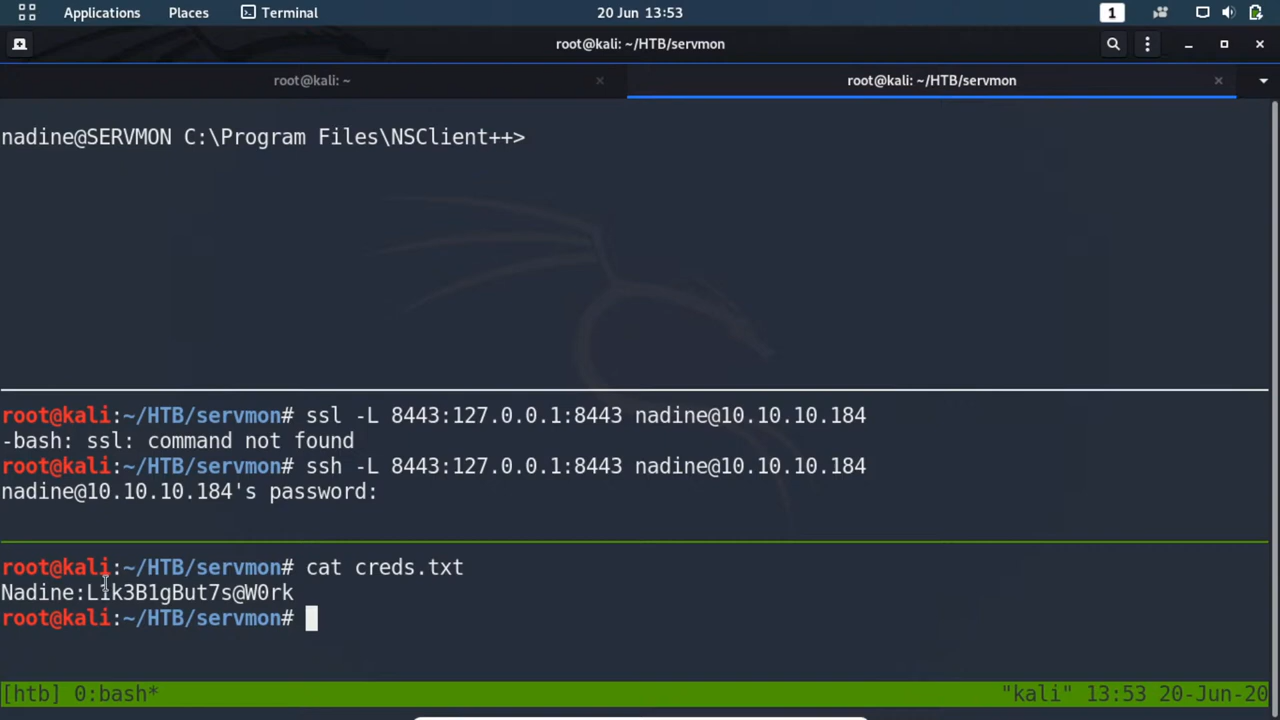 Applications Places Terminal 20 Jun 13:53 1
root@kali: ~/HTB/servmon
root@kali: ~ × root@kali: ~/HTB/servmon ×
nadine@SERVMON C:\Program Files\NSClient++>
root@kali:~/HTB/servmon# ssl -L 8443:127.0.0.1:8443 nadine@10.10.10.184
-bash: ssl: command not found
root@kali:~/HTB/servmon# ssh -L 8443:127.0.0.1:8443 nadine@10.10.10.184
nadine@10.10.10.184's password:
root@kali:~/HTB/servmon# cat creds.txt
Nadine:L1k3B1gBut7s@W0rk
root@kali:~/HTB/servmon#
[htb] 0:bash* "kali" 13:53 20-Jun-20